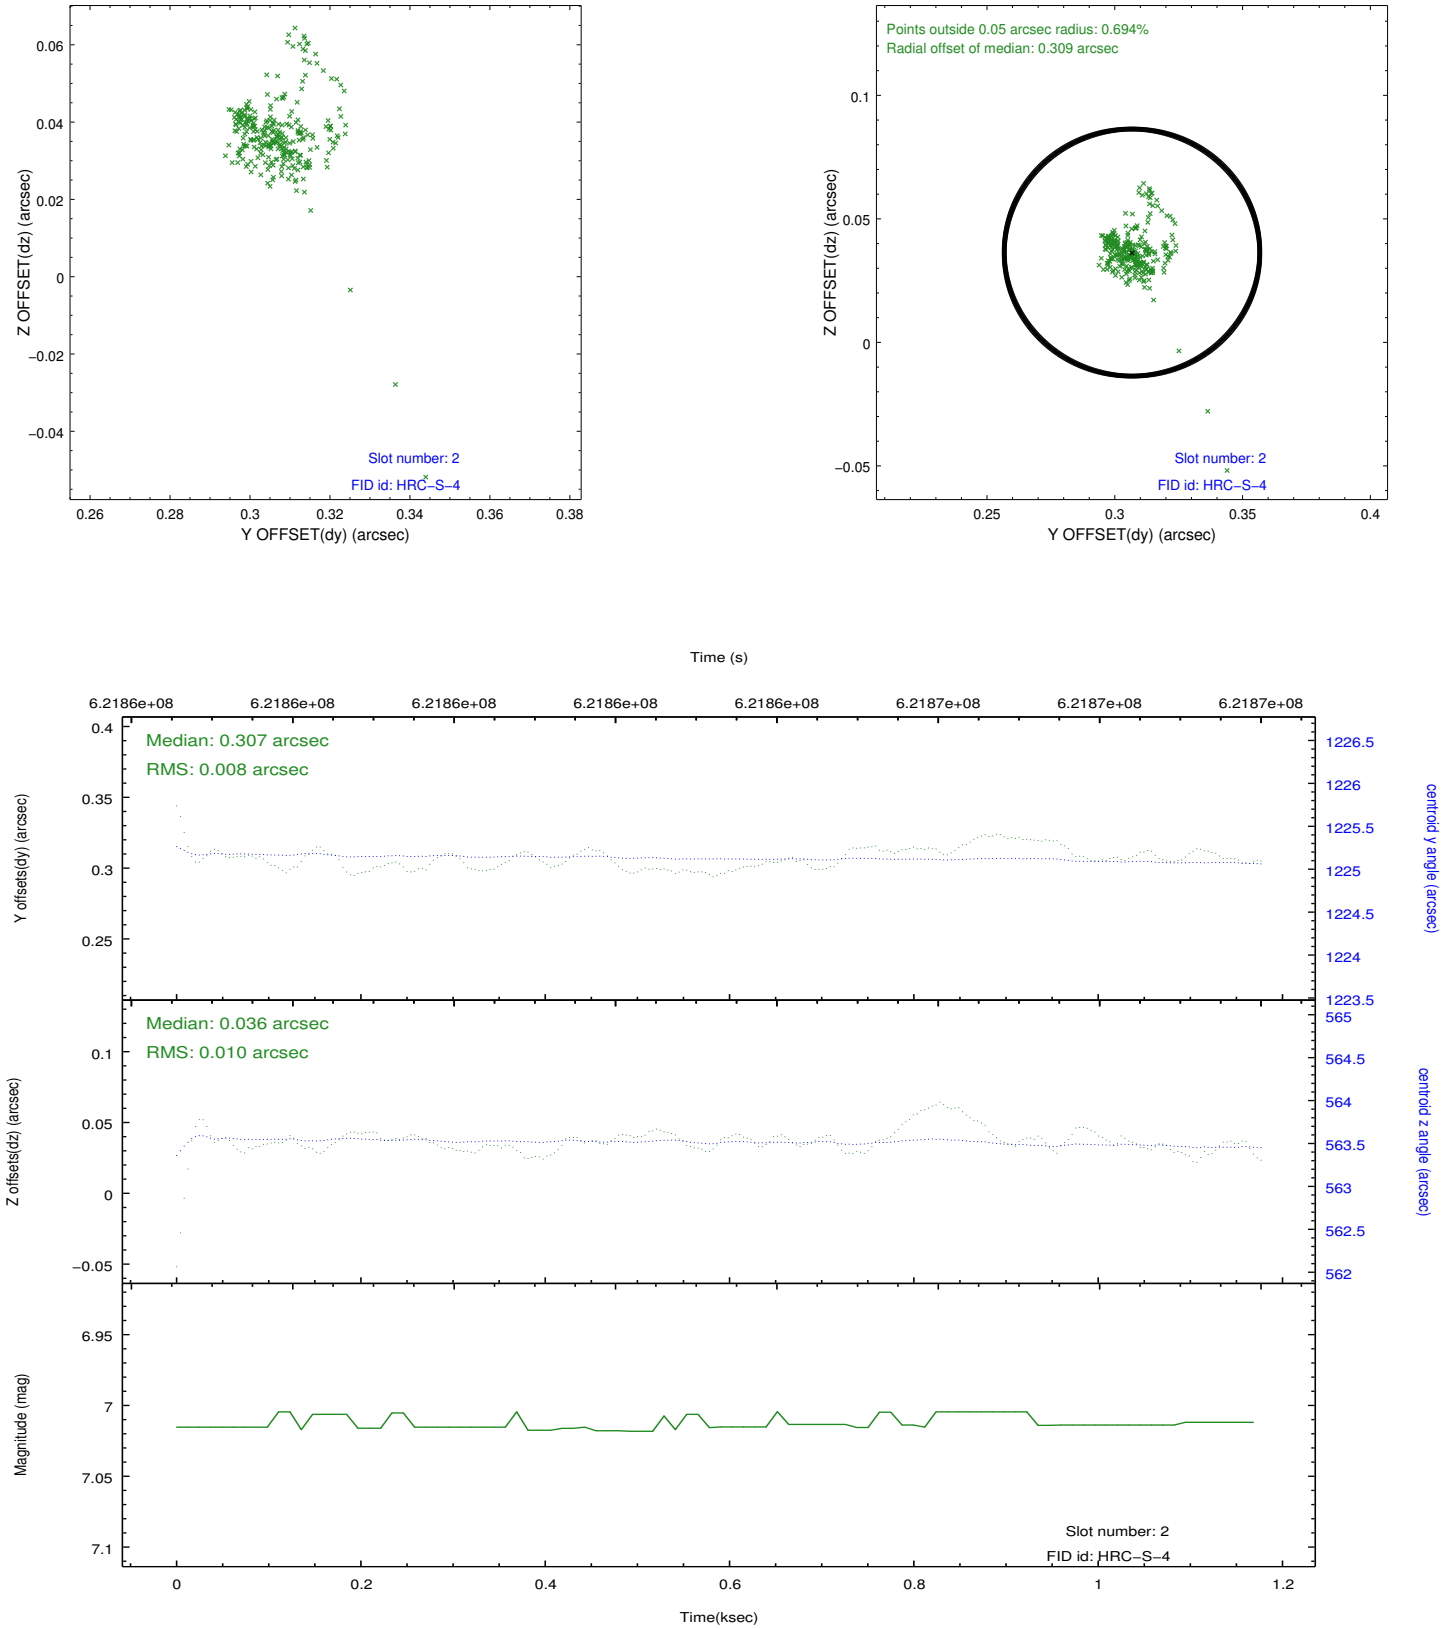 0.06
0.04
0.02
0
−0.02
−0.04
Z OFFSET(dz) (arcsec)
Slot number: 2
FID id: HRC−S−4
0.26 0.28 0.3 0.32 0.34 0.36 0.38
Y OFFSET(dy) (arcsec)
Points outside 0.05 arcsec radius: 0.694%
Radial offset of median: 0.309 arcsec
0.1
0.05
0
−0.05
Z OFFSET(dz) (arcsec)
Slot number: 2
FID id: HRC−S−4
0.25 0.3 0.35 0.4
Y OFFSET(dy) (arcsec)
Time (s)
6.2186e+08 6.2186e+08 6.2186e+08 6.2186e+08 6.2186e+08 6.2187e+08 6.2187e+08 6.2187e+08
Median: 0.307 arcsec
RMS: 0.008 arcsec
0.4
0.35
0.3
0.25
Y offsets(dy) (arcsec)
1226.5
1226
1225.5
1225
1224.5
1224
1223.5
centroid y angle (arcsec)
Median: 0.036 arcsec
RMS: 0.010 arcsec
0.1
0.05
0
−0.05
Z offsets(dz) (arcsec)
565
564.5
564
563.5
563
562.5
562
centroid z angle (arcsec)
6.95
7
7.05
7.1
Magnitude (mag)
Slot number: 2
FID id: HRC−S−4
0 0.2 0.4 0.6 0.8 1 1.2
Time(ksec)